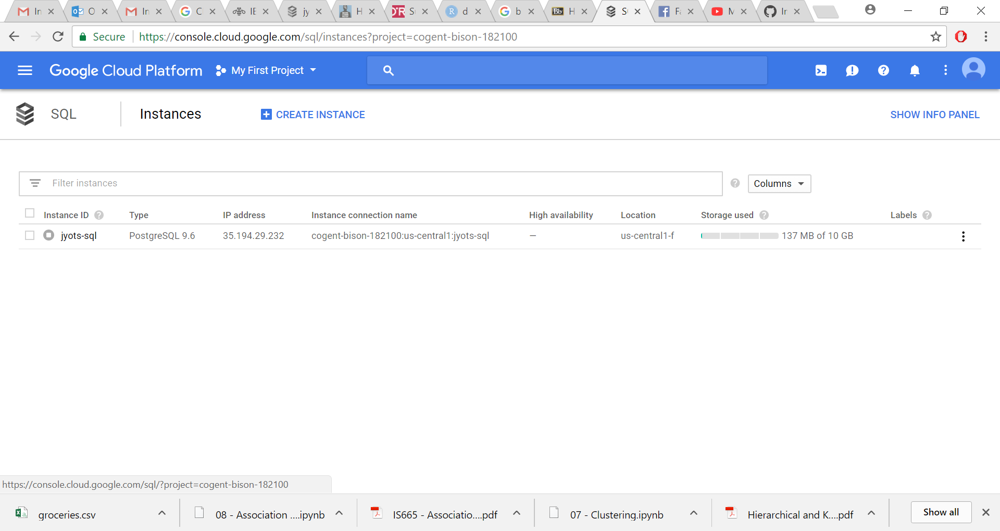 In O In C IE jy H S d b H S F M In
Secure https://console.cloud.google.com/sql/instances?project=cogent-bison-182100
Google Cloud Platform My First Project
SQL Instances CREATE INSTANCE SHOW INFO PANEL
Filter instances Columns
Instance ID Type IP address Instance connection name High availability Location Storage used Labels
jyots-sql PostgreSQL 9.6 35.194.29.232 cogent-bison-182100:us-central1:jyots-sql — us-central1-f 137 MB of 10 GB
https://console.cloud.google.com/sql/?project=cogent-bison-182100
groceries.csv 08 - Association ....ipynb IS665 - Associatio....pdf 07 - Clustering.ipynb Hierarchical and K....pdf Show all